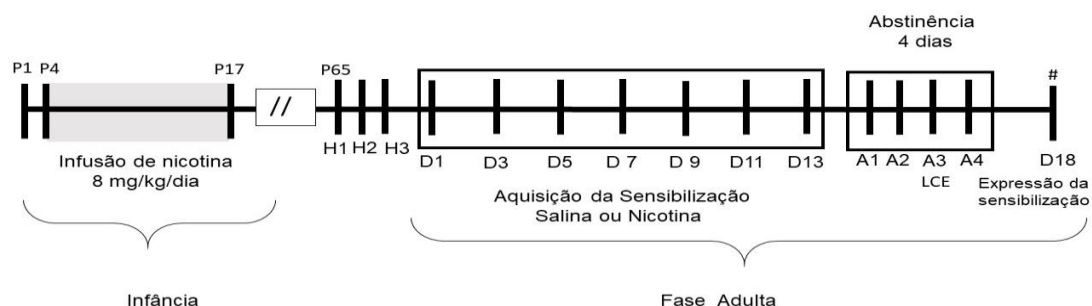 Abstinência
4 dias
P1 P4 P17 // P65 #
H1 H2 H3 D1 D3 D5 D 7 D 9 D11 D13 A1 A2 A3 A4 D18
LCE
Infusão de nicotina
8 mg/kg/dia
Aquisição da Sensibilização
Salina ou Nicotina
Expressão da
sensibilização
Infância
Fase Adulta